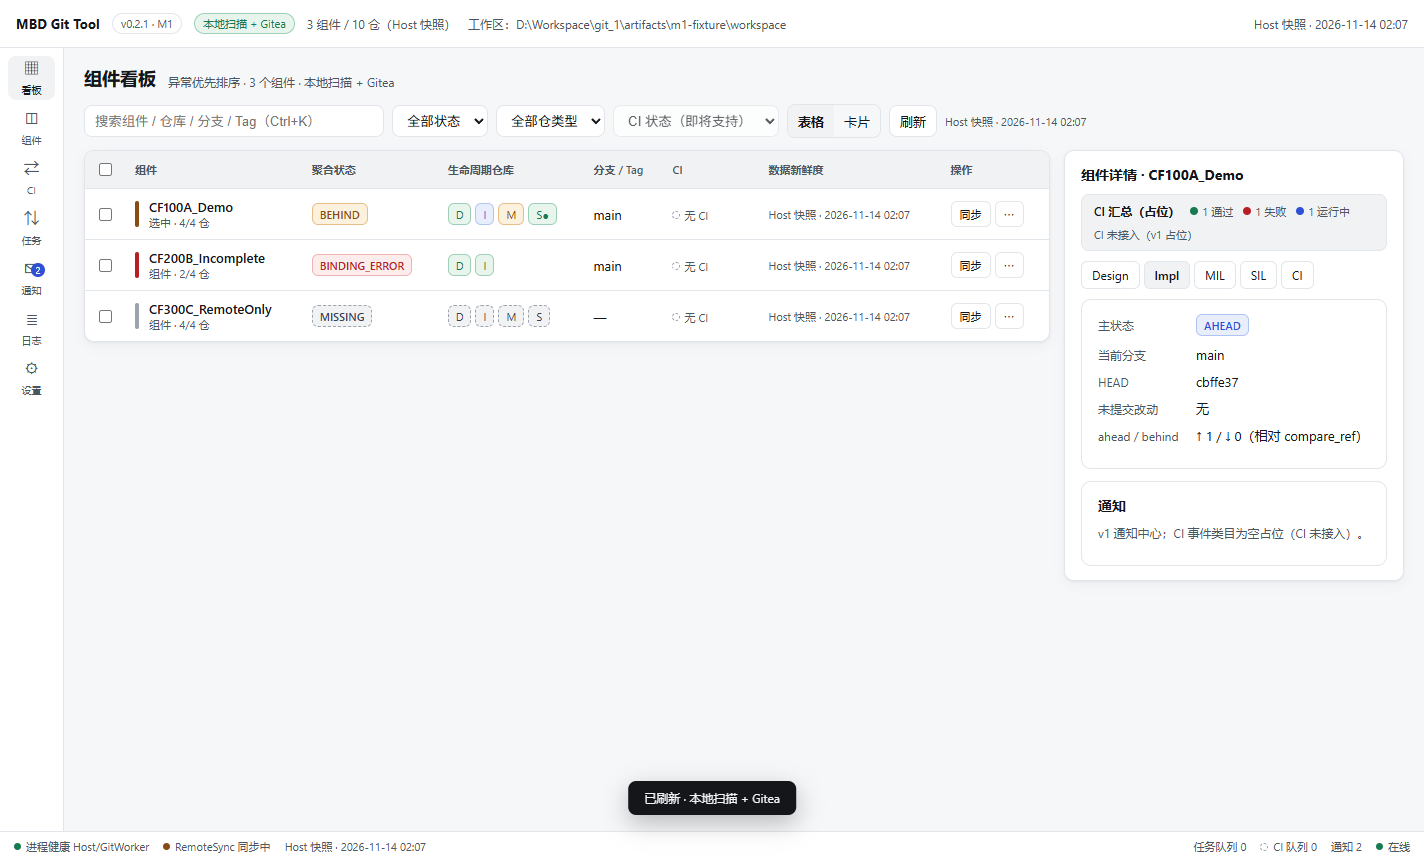 MBD Git Tool v0.2.1 · M1 本地扫描 + Gitea 3 组件 / 10 仓（Host 快照） 工作区：D:\Workspace\git_1\artifacts\m1-fixture\workspace Host 快照 · 2026-11-14 02:07
看板
组件
CI
任务
2
通知
日志
设置
组件看板 异常优先排序 · 3 个组件 · 本地扫描 + Gitea
搜索组件 / 仓库 / 分支 / Tag（Ctrl+K） 全部状态 全部仓类型 CI 状态（即将支持） 表格 卡片 刷新 Host 快照 · 2026-11-14 02:07
组件 聚合状态 生命周期仓库 分支 / Tag CI 数据新鲜度 操作
CF100A_Demo
选中 · 4/4 仓
BEHIND D I M S● main 无 CI Host 快照 · 2026-11-14 02:07 同步 ···
CF200B_Incomplete
组件 · 2/4 仓
BINDING_ERROR D I main 无 CI Host 快照 · 2026-11-14 02:07 同步 ···
CF300C_RemoteOnly
组件 · 4/4 仓
MISSING D I M S — 无 CI Host 快照 · 2026-11-14 02:07 同步 ···
组件详情 · CF100A_Demo
CI 汇总（占位） 1 通过 1 失败 1 运行中
CI 未接入（v1 占位）
Design Impl MIL SIL CI
主状态 AHEAD
当前分支 main
HEAD cbffe37
未提交改动 无
ahead / behind ↑ 1 / ↓ 0（相对 compare_ref）
通知
v1 通知中心；CI 事件类目为空占位（CI 未接入）。
已刷新 · 本地扫描 + Gitea
进程健康 Host/GitWorker RemoteSync 同步中 Host 快照 · 2026-11-14 02:07 任务队列 0 CI 队列 0 通知 2 在线